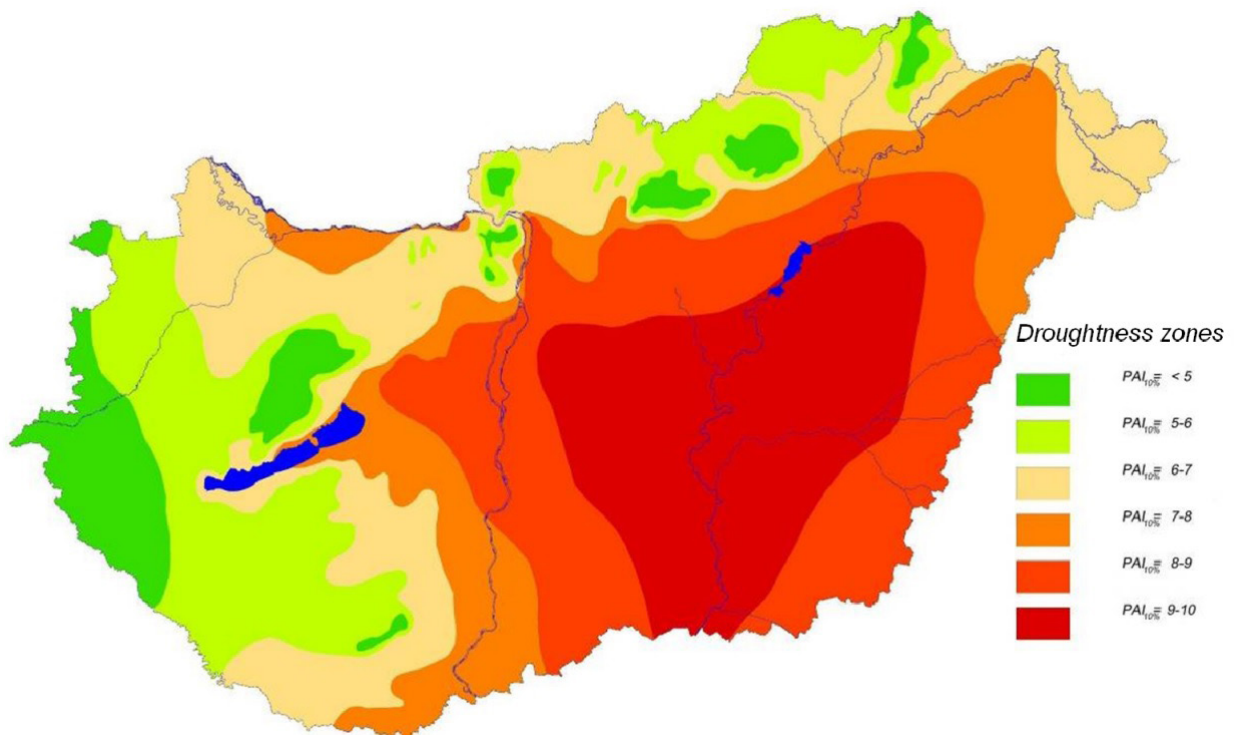 Droughtness zones
PAI10%= < 5
PAI10%= 5-6
PAI10%= 6-7
PAI10%= 7-8
PAI10%= 8-9
PAI10%= 9-10